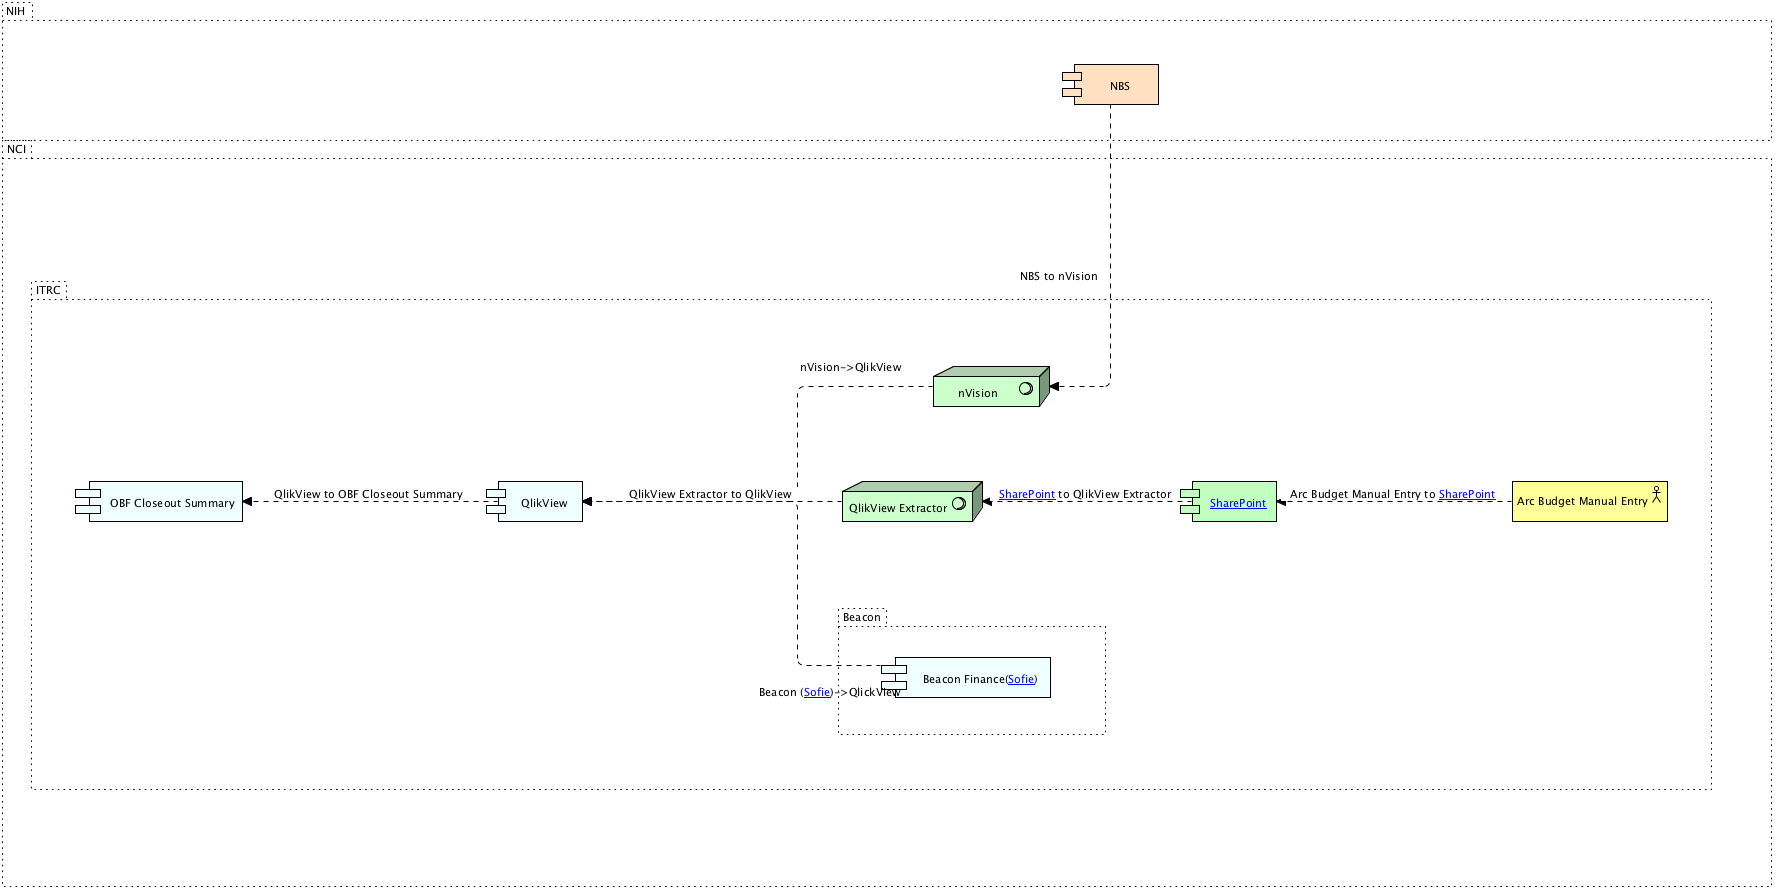 NIH
NBS
NCI
NBS to nVision
ITRC
nVision->QlikView
nVision
OBF Closeout Summary
QlikView to OBF Closeout Summary
QlikView
QlikView Extractor to QlikView
QlikView Extractor
SharePoint to QlikView Extractor
SharePoint
Arc Budget Manual Entry to SharePoint
Arc Budget Manual Entry
Beacon
Beacon Finance(Sofie)
Beacon (Sofie)->QlickView